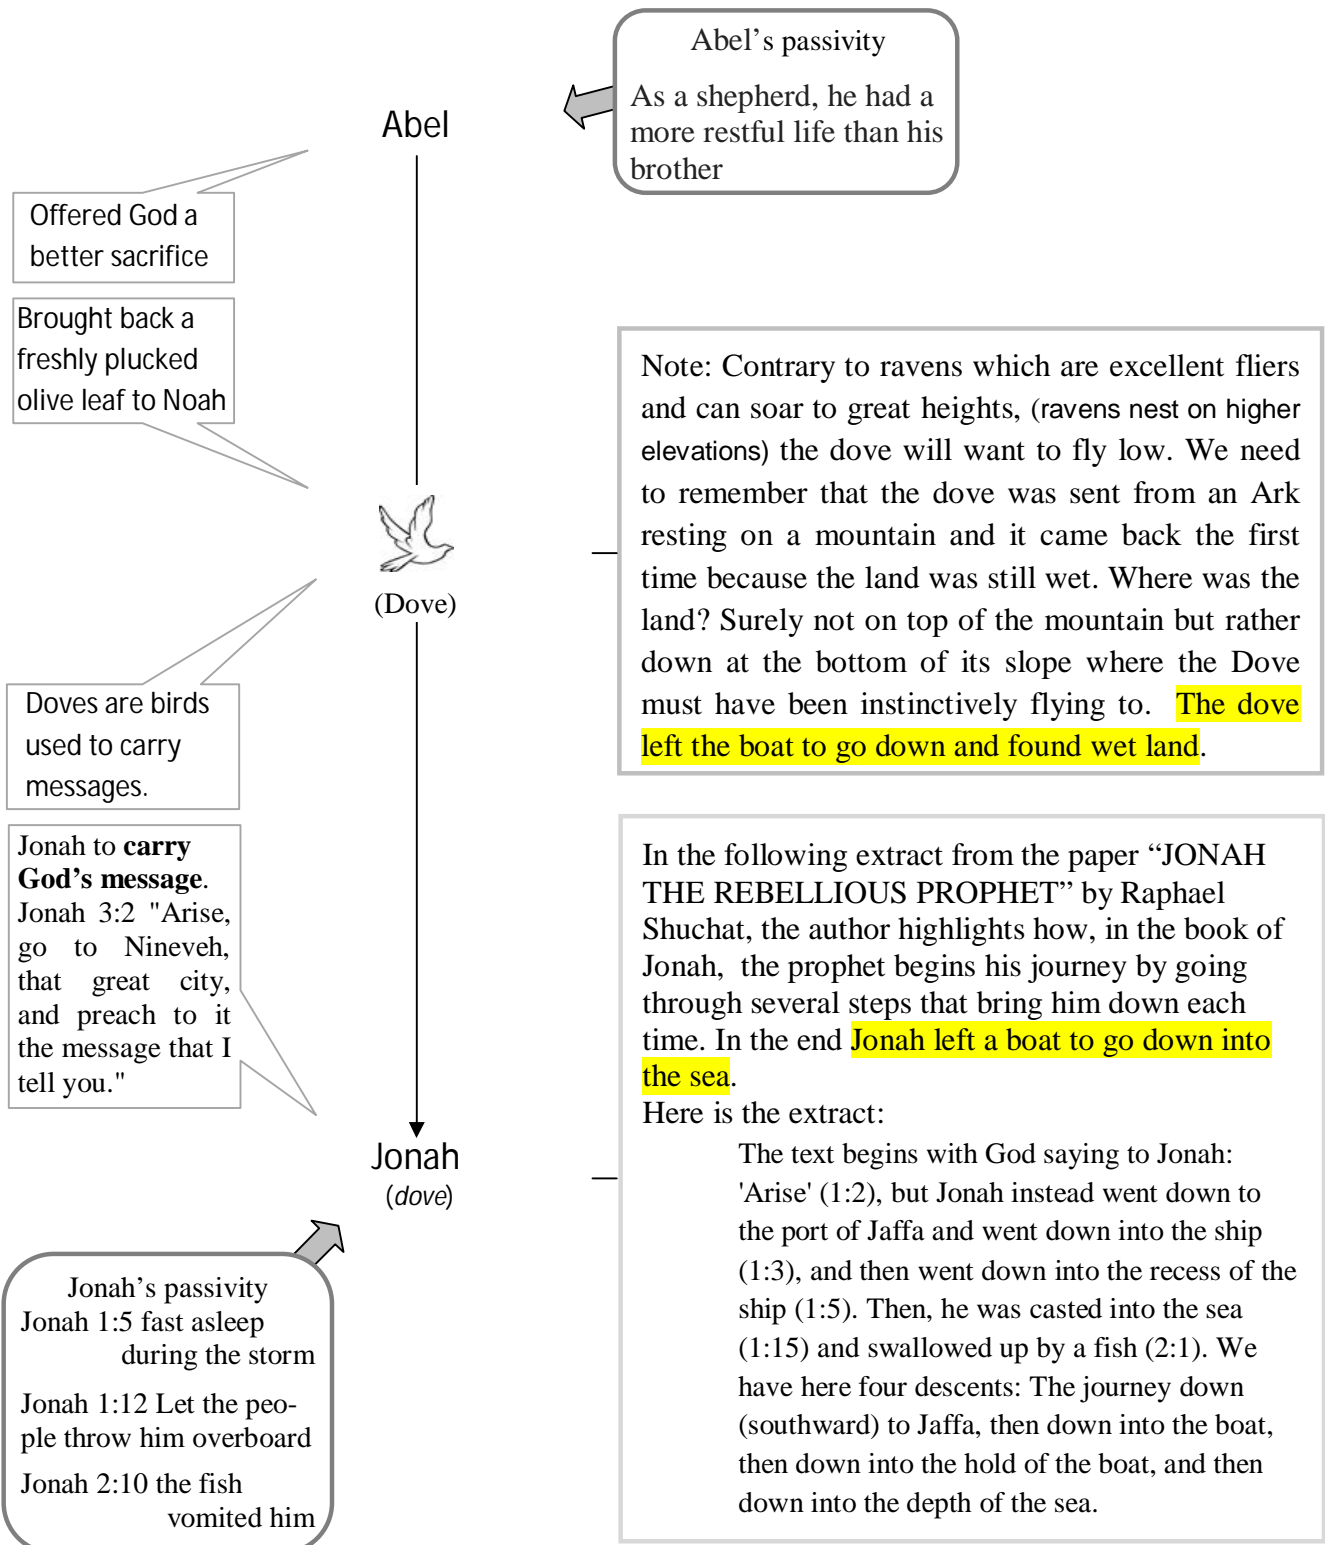 Abel's passivity
As a shepherd, he had a
more restful life than his
brother
Abel
Offered God a
better sacrifice
Brought back a
freshly plucked
olive leaf to Noah
Note: Contrary to ravens which are excellent fliers
and can soar to great heights, (ravens nest on higher
elevations) the dove will want to fly low. We need
to remember that the dove was sent from an Ark
resting on a mountain and it came back the first
time because the land was still wet. Where was the
land? Surely not on top of the mountain but rather
down at the bottom of its slope where the Dove
must have been instinctively flying to. The dove
left the boat to go down and found wet land.
(Dove)
Doves are birds
used to carry
messages.
Jonah to carry
God's message.
Jonah 3:2 "Arise,
go to Nineveh,
that great city,
and preach to it
the message that I
tell you."
In the following extract from the paper “JONAH
THE REBELLIOUS PROPHET” by Raphael
Shuchat, the author highlights how, in the book of
Jonah, the prophet begins his journey by going
through several steps that bring him down each
time. In the end Jonah left a boat to go down into
the sea.
Here is the extract:
The text begins with God saying to Jonah:
'Arise' (1:2), but Jonah instead went down to
the port of Jaffa and went down into the ship
(1:3), and then went down into the recess of the
ship (1:5). Then, he was casted into the sea
(1:15) and swallowed up by a fish (2:1). We
have here four descents: The journey down
(southward) to Jaffa, then down into the boat,
then down into the hold of the boat, and then
down into the depth of the sea.
Jonah
(dove)
Jonah's passivity
Jonah 1:5 fast asleep
during the storm
Jonah 1:12 Let the peo-
ple throw him overboard
Jonah 2:10 the fish
vomited him